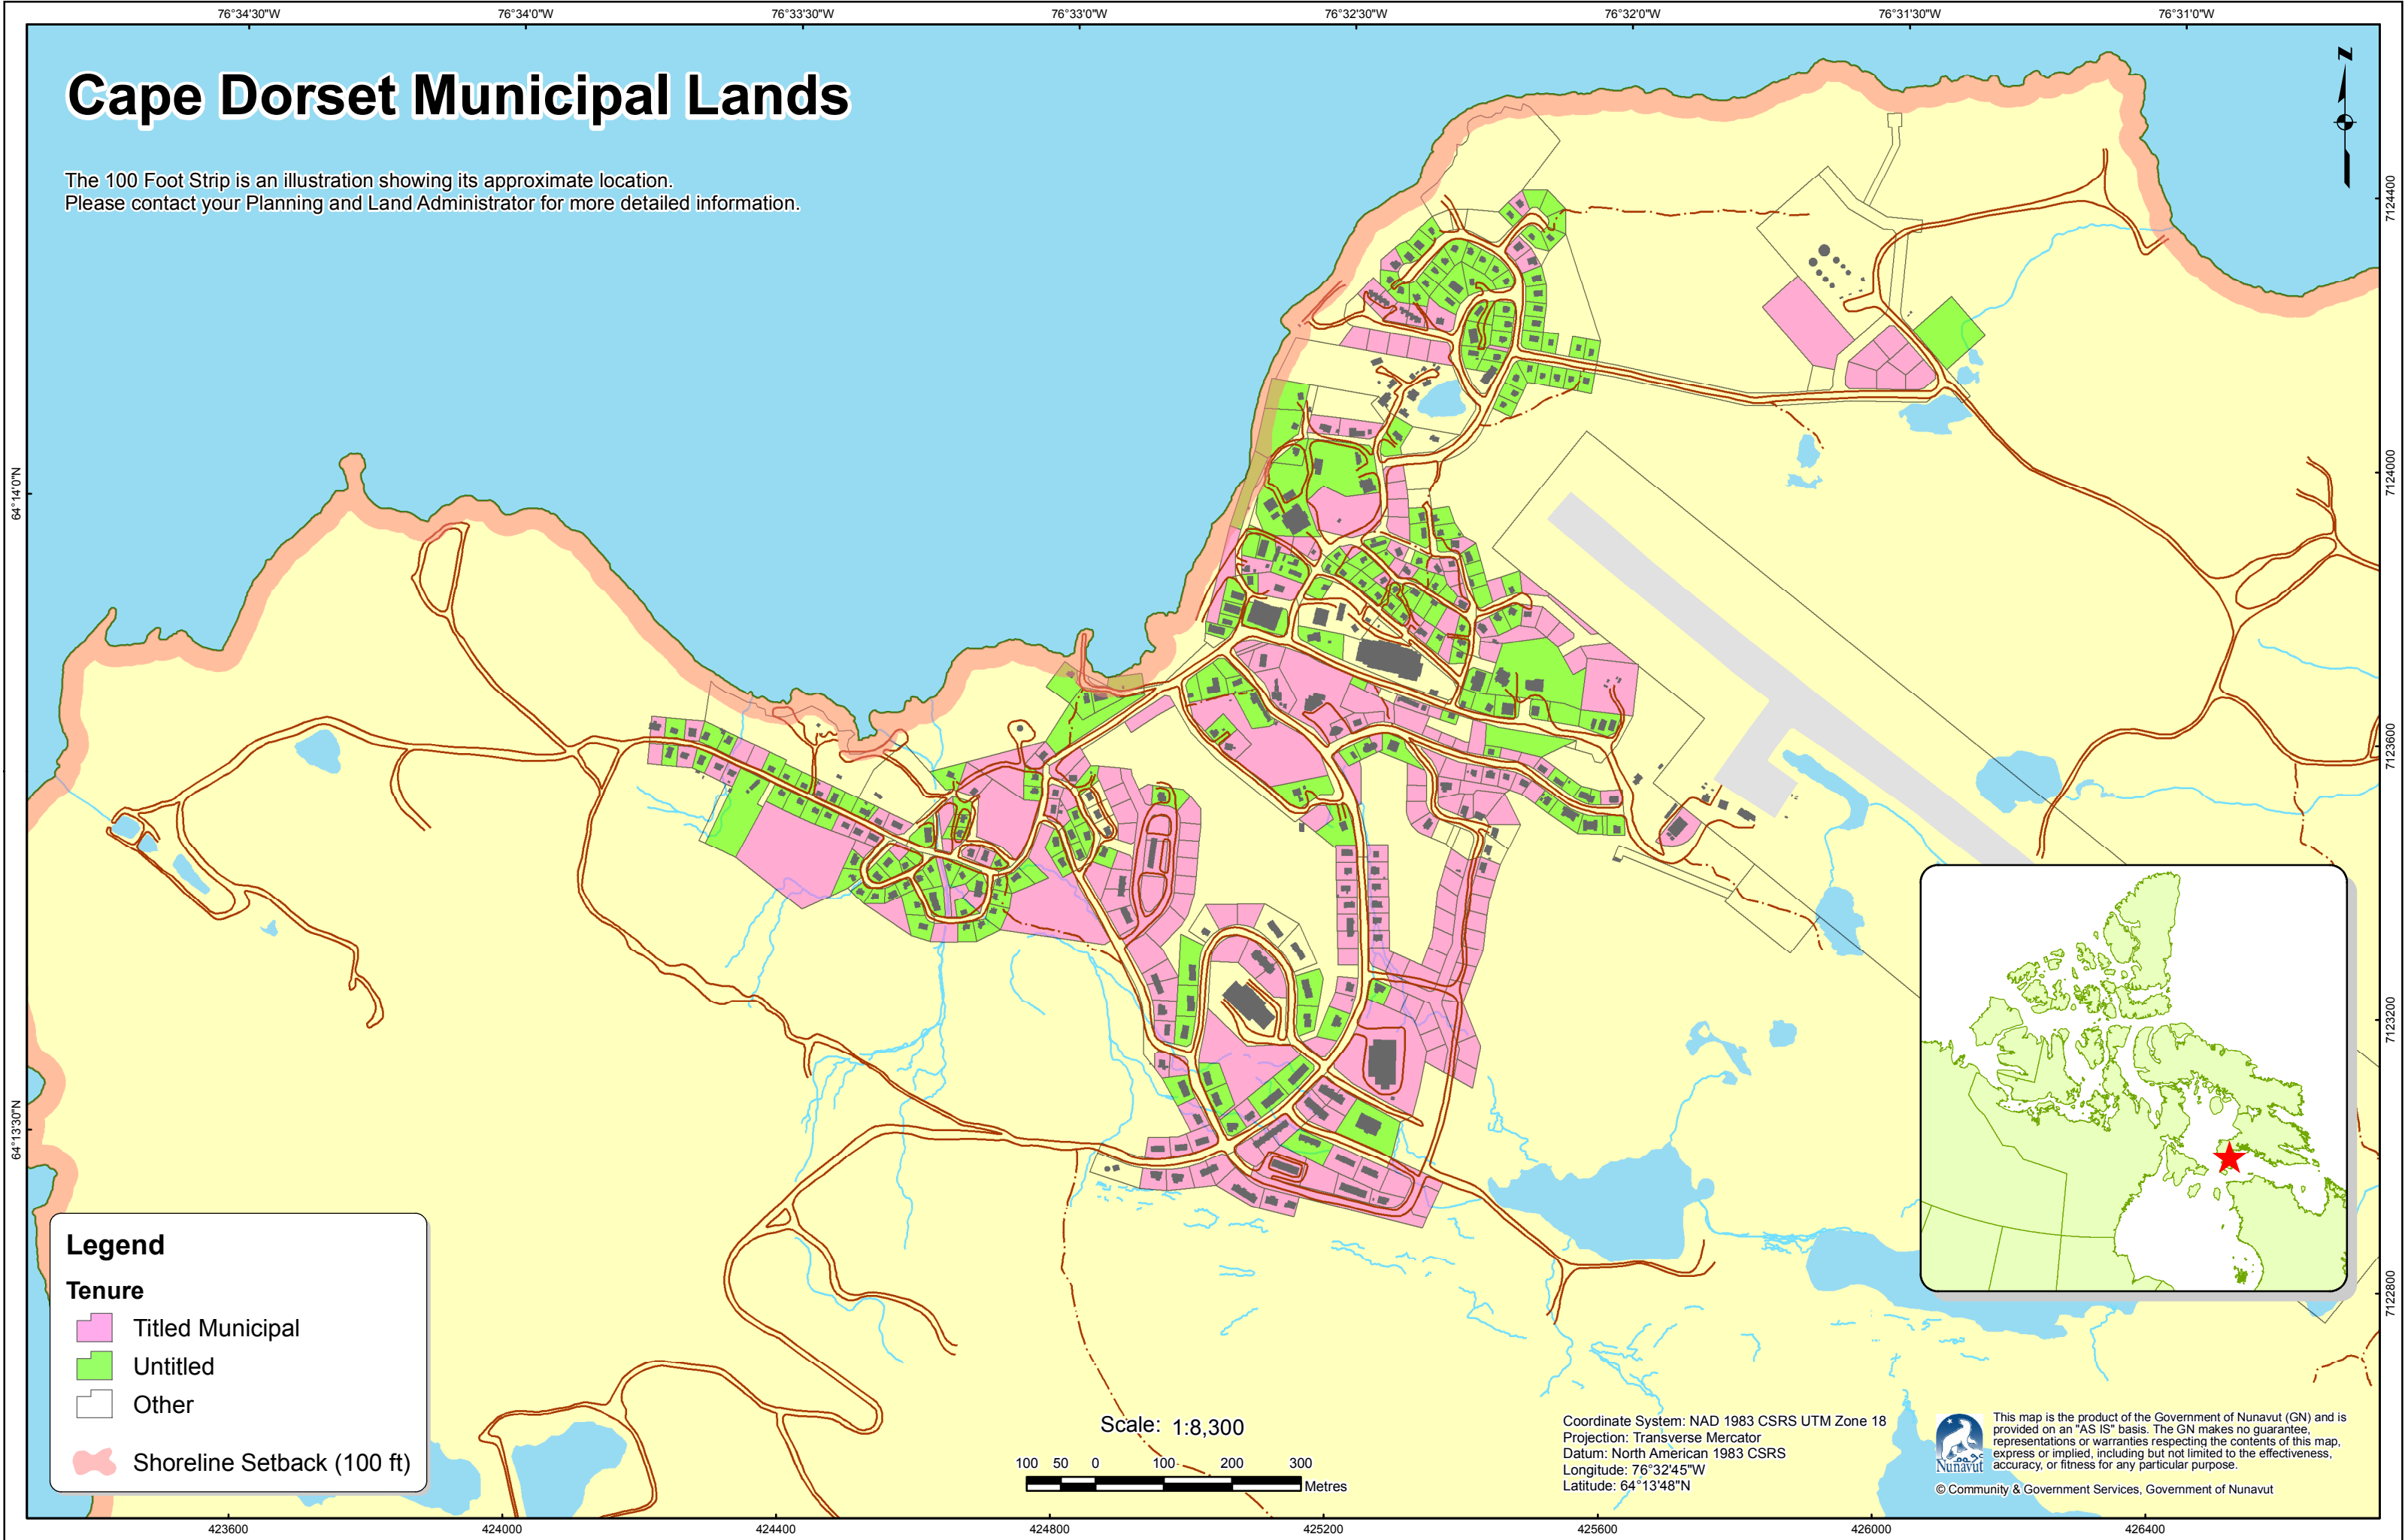 76°34'30"W 76°34'0"W 76°33'30"W 76°33'0"W 76°32'30"W 76°32'0"W 76°31'30"W 76°31'0"W
Cape Dorset Municipal Lands
The 100 Foot Strip is an illustration showing its approximate location.
Please contact your Planning and Land Administrator for more detailed information.
N
7124400
64°14'0"N
7124000
7123600
7123200
64°13'30"N
7122800
Legend
Tenure
Titled Municipal
Untitled
Other
Shoreline Setback (100 ft)
Scale: 1:8,300
100 50 0 100 200 300
Metres
Coordinate System: NAD 1983 CSRS UTM Zone 18
Projection: Transverse Mercator
Datum: North American 1983 CSRS
Longitude: 76°32'45"W
Latitude: 64°13'48"N
Nunavut
This map is the product of the Government of Nunavut (GN) and is
provided on an "AS IS" basis. The GN makes no guarantee,
representations or warranties respecting the contents of this map,
express or implied, including but not limited to the effectiveness,
accuracy, or fitness for any particular purpose.
© Community & Government Services, Government of Nunavut
423600 424000 424400 424800 425200 425600 426000 426400